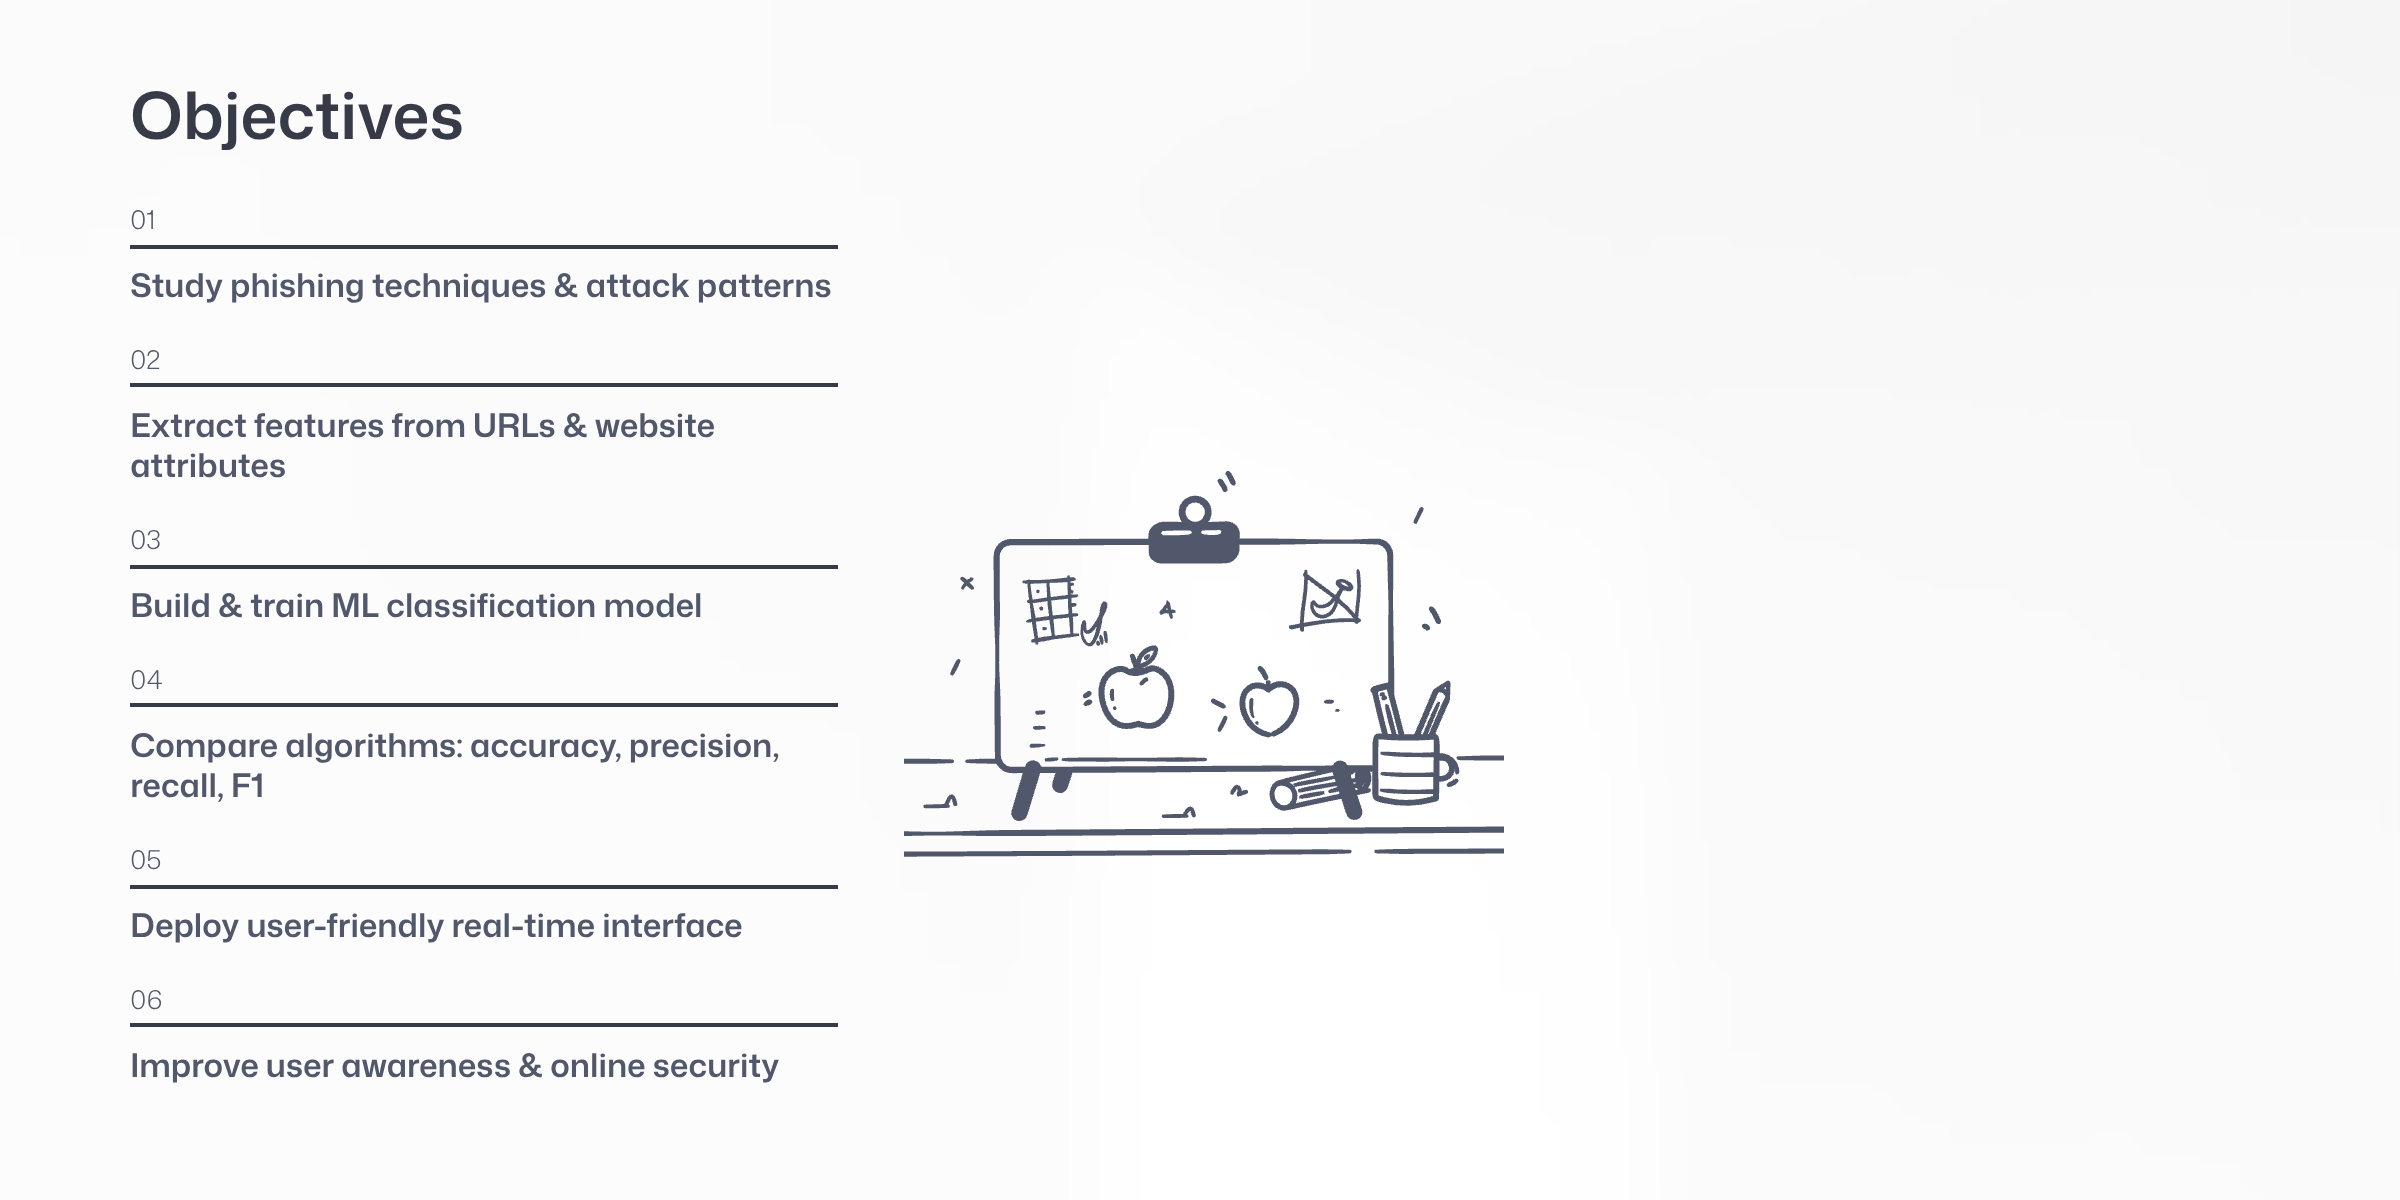 Objectives
01
Study phishing techniques & attack patterns
02
Extract features from URLs & website
attributes
03
Build & train ML classification model
04
Compare algorithms: accuracy, precision,
recall, F1
05
Deploy user-friendly real-time interface
06
Improve user awareness & online security